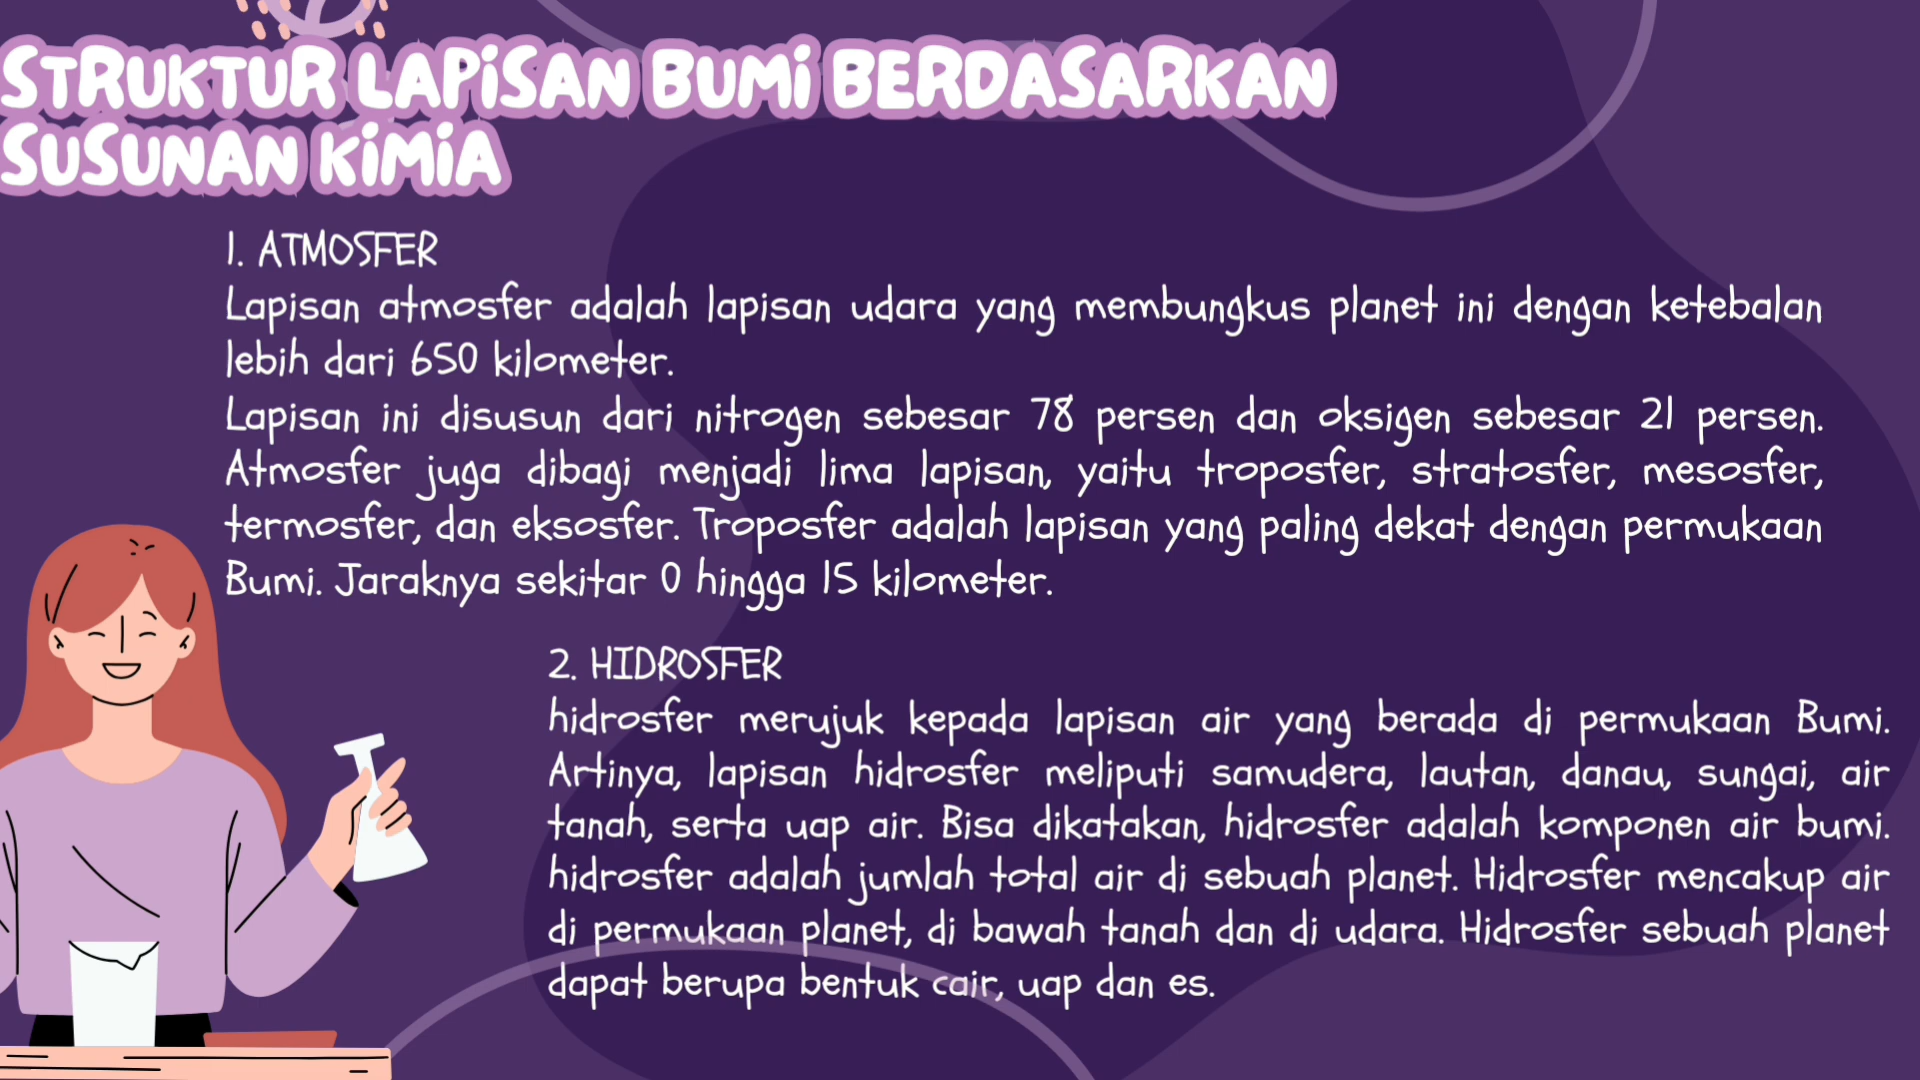 STRUKTUR LAPiSAN BUMi BERDASARKAN
SUSUNAN KiMiA
1. ATMOSFER
Lapisan atmosfer adalah lapisan udara yang membungkus planet ini dengan ketebalan
lebih dari 650 kilometer.
Lapisan ini disusun dari nitrogen sebesar 78 persen dan oksigen sebesar 21 persen.
Atmosfer juga dibagi menjadi lima lapisan, yaitu troposfer, stratosfer, mesosfer,
termosfer, dan eksosfer. Troposfer adalah lapisan yang paling dekat dengan permukaan
Bumi. Jaraknya sekitar 0 hingga 15 kilometer.
2. HIDROSFER
hidrosfer merujuk kepada lapisan air yang berada di permukaan Bumi.
Artinya, lapisan hidrosfer meliputi samudera, lautan, danau, sungai, air
tanah, serta uap air. Bisa dikatakan, hidrosfer adalah komponen air bumi.
hidrosfer adalah jumlah total air di sebuah planet. Hidrosfer mencakup air
di permukaan planet, di bawah tanah dan di udara. Hidrosfer sebuah planet
dapat berupa bentuk cair, uap dan es.